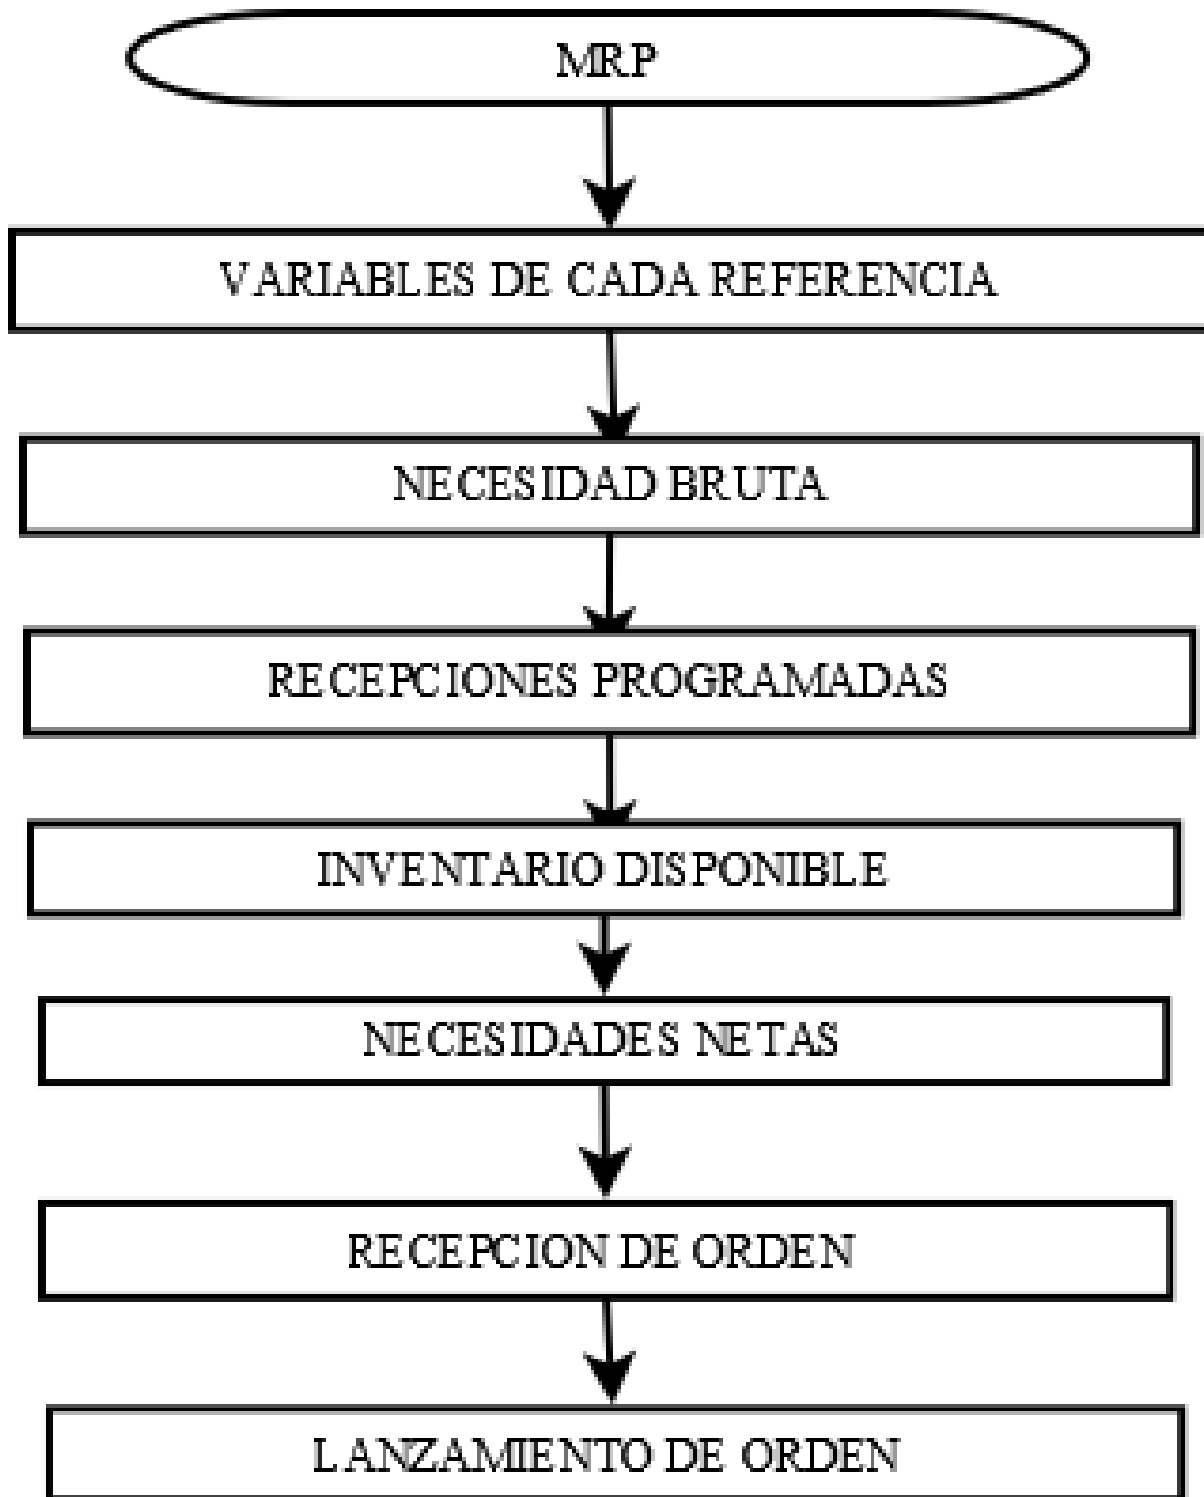 MRP
VARIABLES DE CADA REFERENCIA
NECESIDAD BRUTA
RECEPCIONES PROGRAMADAS
INVENTARIO DISPONIBLE
NECESIDADES NETAS
RECEPCION DE ORDEN
LANZAMIENTO DE ORDEN